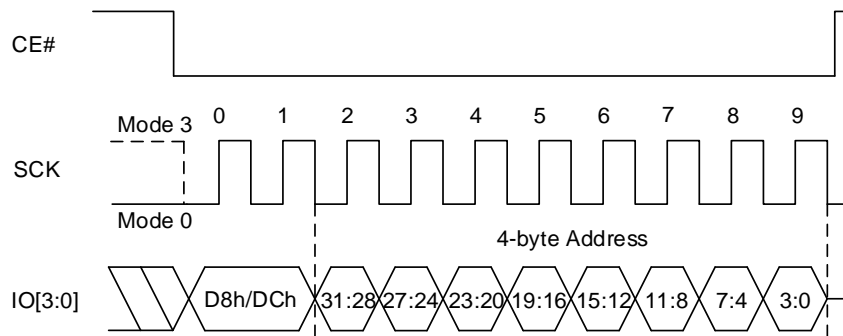 CE#
0 1 2 3 4 5 6 7 8 9
Mode 3
SCK
Mode 0
4-byte Address
IO[3:0] D8h/DCh 31:28 27:24 23:20 19:16 15:12 11:8 7:4 3:0